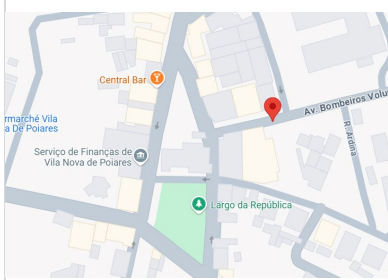 Central Bar
rmarché Vila
a De Poiares
Av. Bombeiros Volu
R. Ardina
Serviço de Finanças de
Vila Nova de Poiares
Largo da República